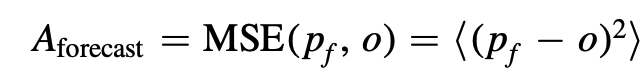 A_forecast = MSE(p_f, o) = ⟨(p_f − o)²⟩